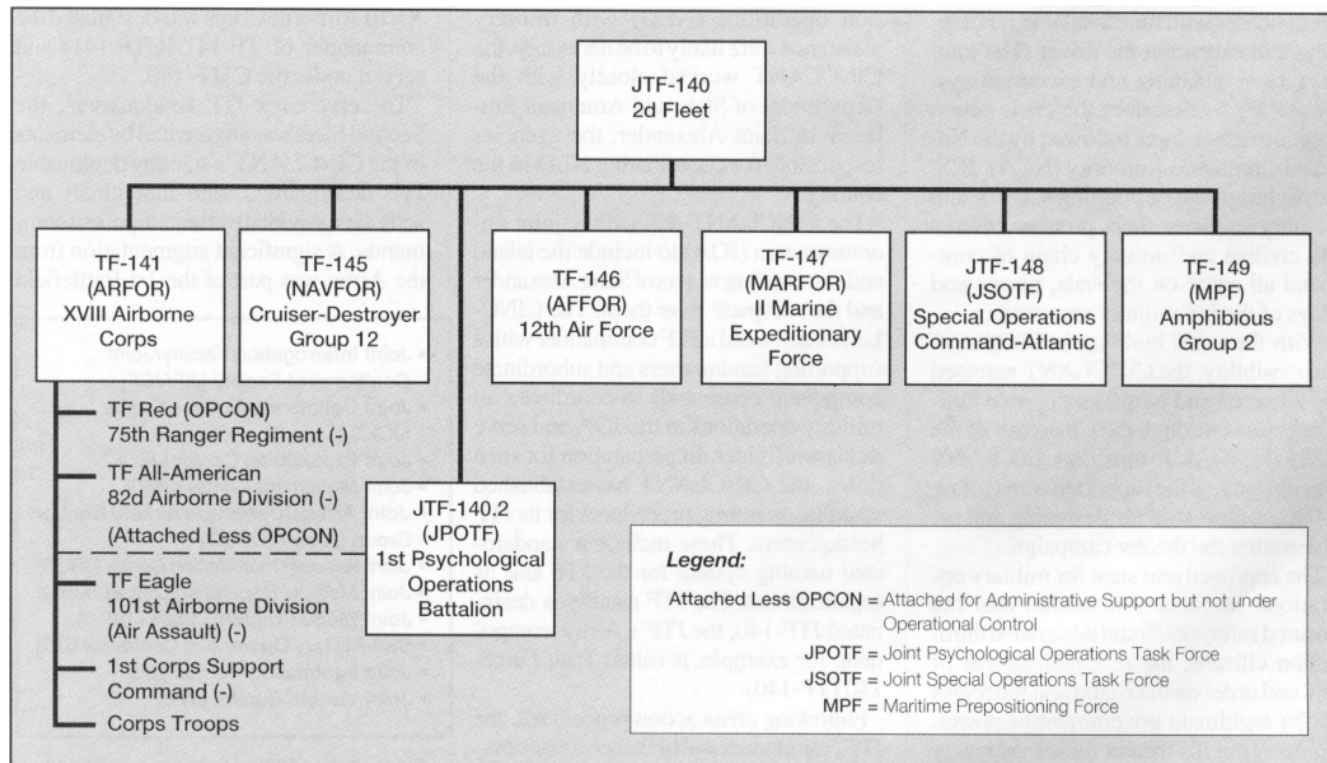 JTF-140
2d Fleet
TF-141
(ARFOR)
XVIII Airborne
Corps
TF-145
(NAVFOR)
Cruiser-Destroyer
Group 12
TF-146
(AFFOR)
12th Air Force
TF-147
(MARFOR)
II Marine
Expeditionary
Force
JTF-148
(JSOTF)
Special Operations
Command-Atlantic
TF-149
(MPF)
Amphibious
Group 2
TF Red (OPCON)
75th Ranger Regiment (-)
TF All-American
82d Airborne Division (-)
(Attached Less OPCON)
TF Eagle
101st Airborne Division
(Air Assault) (-)
1st Corps Support
Command (-)
Corps Troops
JTF-140.2
(JPOTF)
1st Psychological
Operations
Battalion
Legend:
Attached Less OPCON = Attached for Administrative Support but not under
Operational Control
JPOTF = Joint Psychological Operations Task Force
JSOTF = Joint Special Operations Task Force
MPF = Maritime Prepositioning Force